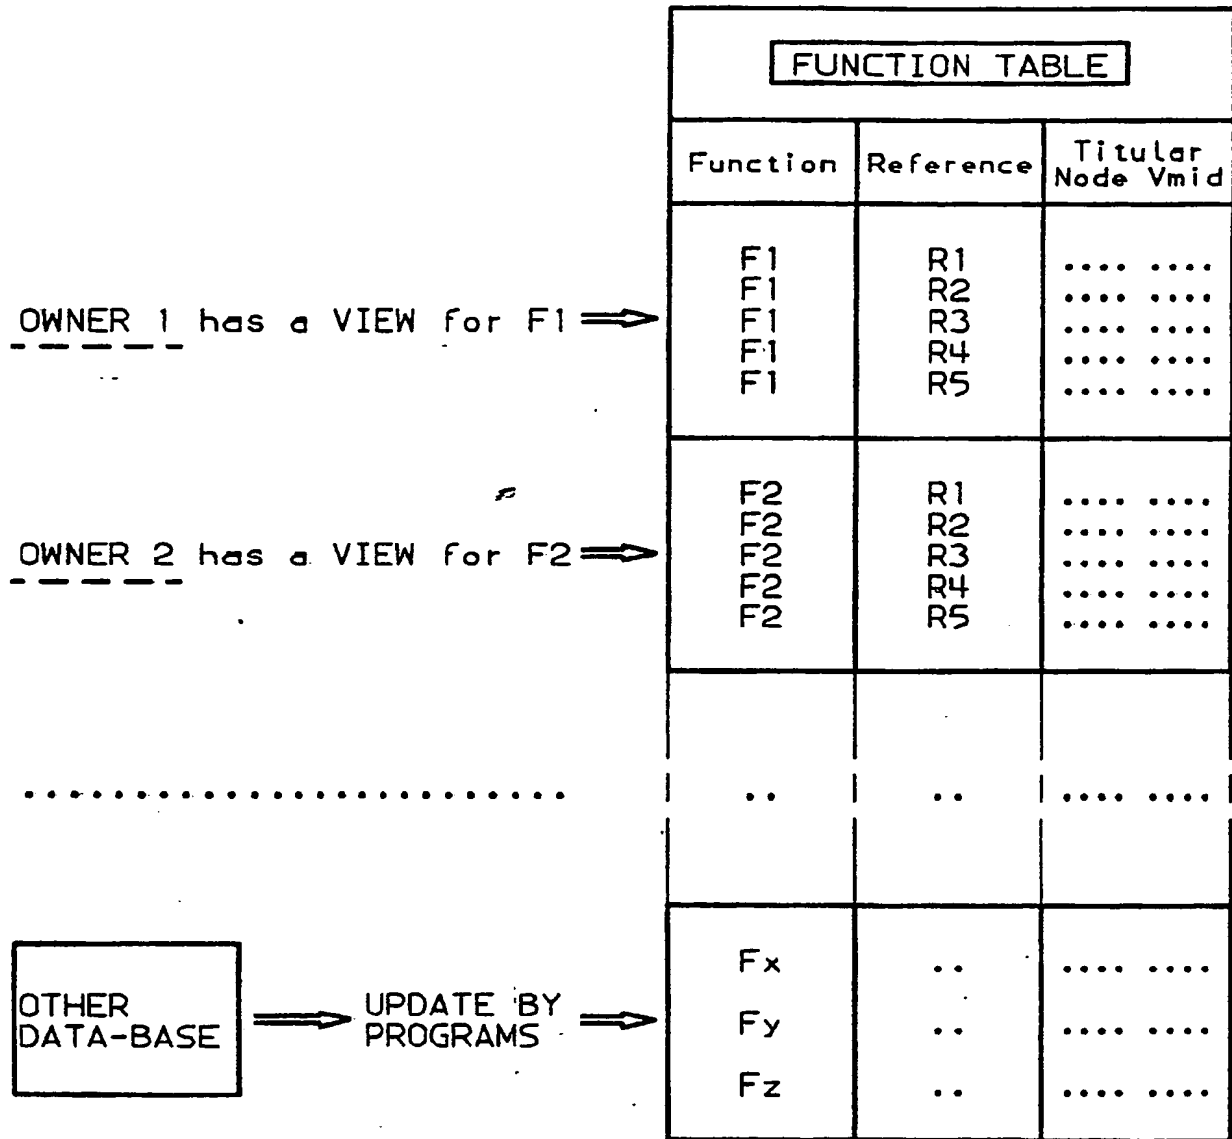 FUNCTION TABLE
Function Reference Titular Node Vmid
F1 R1 .... ....
F1 R2 .... ....
OWNER 1 has a VIEW for F1 ⇒ F1 R3 .... ....
F1 R4 .... ....
F1 R5 .... ....
F2 R1 .... ....
F2 R2 .... ....
OWNER 2 has a VIEW for F2 ⇒ F2 R3 .... ....
F2 R4 .... ....
F2 R5 .... ....
.......................... .. .. .... ....
Fx .. .... ....
OTHER DATA-BASE ⇒ UPDATE BY PROGRAMS ⇒ Fy .. .... ....
Fz .. .... ....